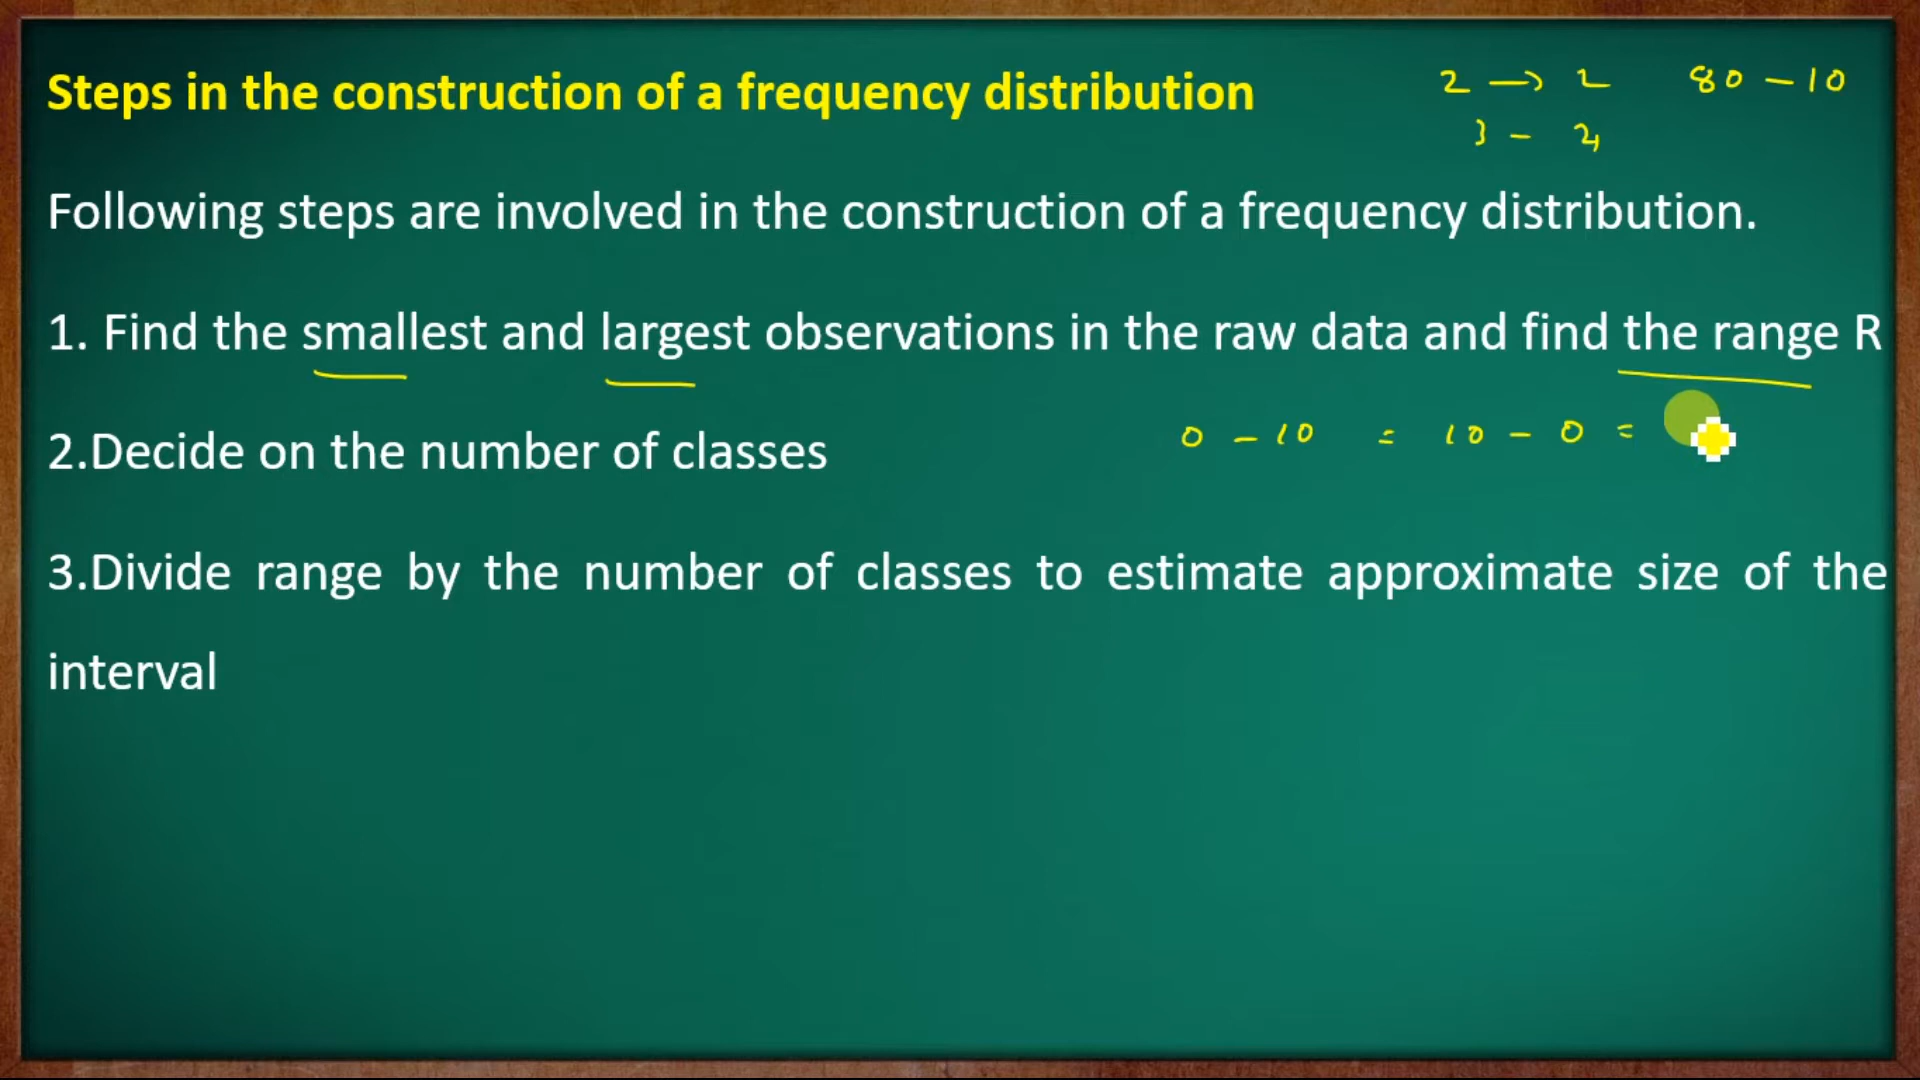 Steps in the construction of a frequency distribution
2 → 2 80 - 10
3 - 4
Following steps are involved in the construction of a frequency distribution.
1. Find the smallest and largest observations in the raw data and find the range R
0 - 10 = 10 - 0 =
2.Decide on the number of classes
3.Divide range by the number of classes to estimate approximate size of the
interval